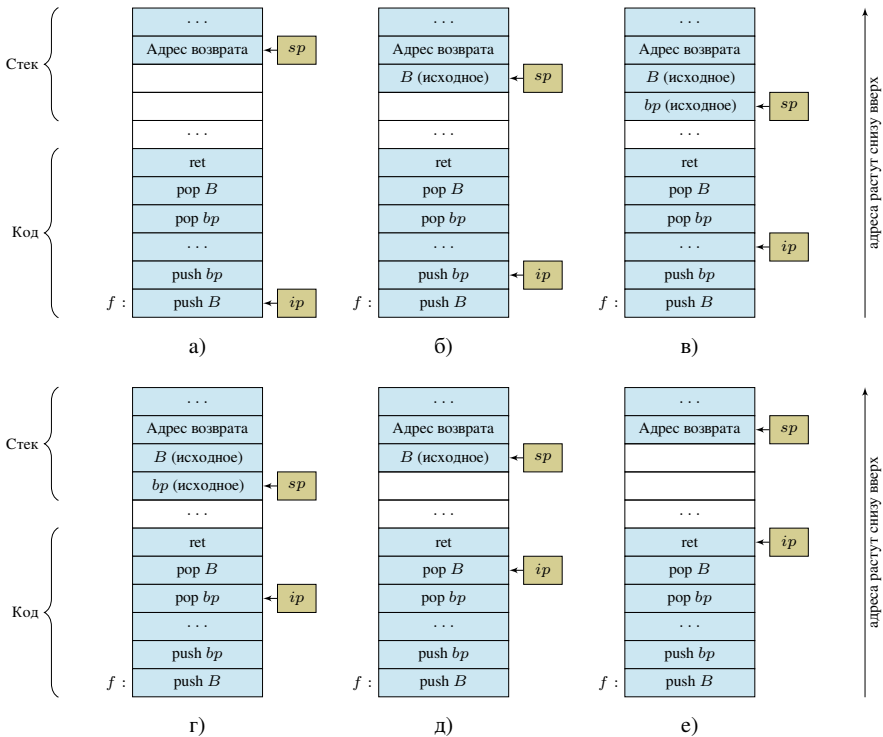 · · ·
Адрес возврата
sp
Стек
· · ·
ret
pop B
pop bp
Код
· · ·
push bp
f :
push B
ip
а)
· · ·
Адрес возврата
B (исходное)
sp
· · ·
ret
pop B
pop bp
· · ·
push bp
ip
f :
push B
б)
· · ·
Адрес возврата
B (исходное)
bp (исходное)
sp
· · ·
ret
pop B
pop bp
· · ·
ip
push bp
f :
push B
в)
адреса растут снизу вверх
· · ·
Адрес возврата
Стек
B (исходное)
bp (исходное)
sp
· · ·
ret
pop B
pop bp
ip
Код
· · ·
push bp
f :
push B
г)
· · ·
Адрес возврата
B (исходное)
sp
· · ·
ret
pop B
ip
pop bp
· · ·
push bp
f :
push B
д)
· · ·
Адрес возврата
sp
· · ·
ret
ip
pop B
pop bp
· · ·
push bp
f :
push B
е)
адреса растут снизу вверх